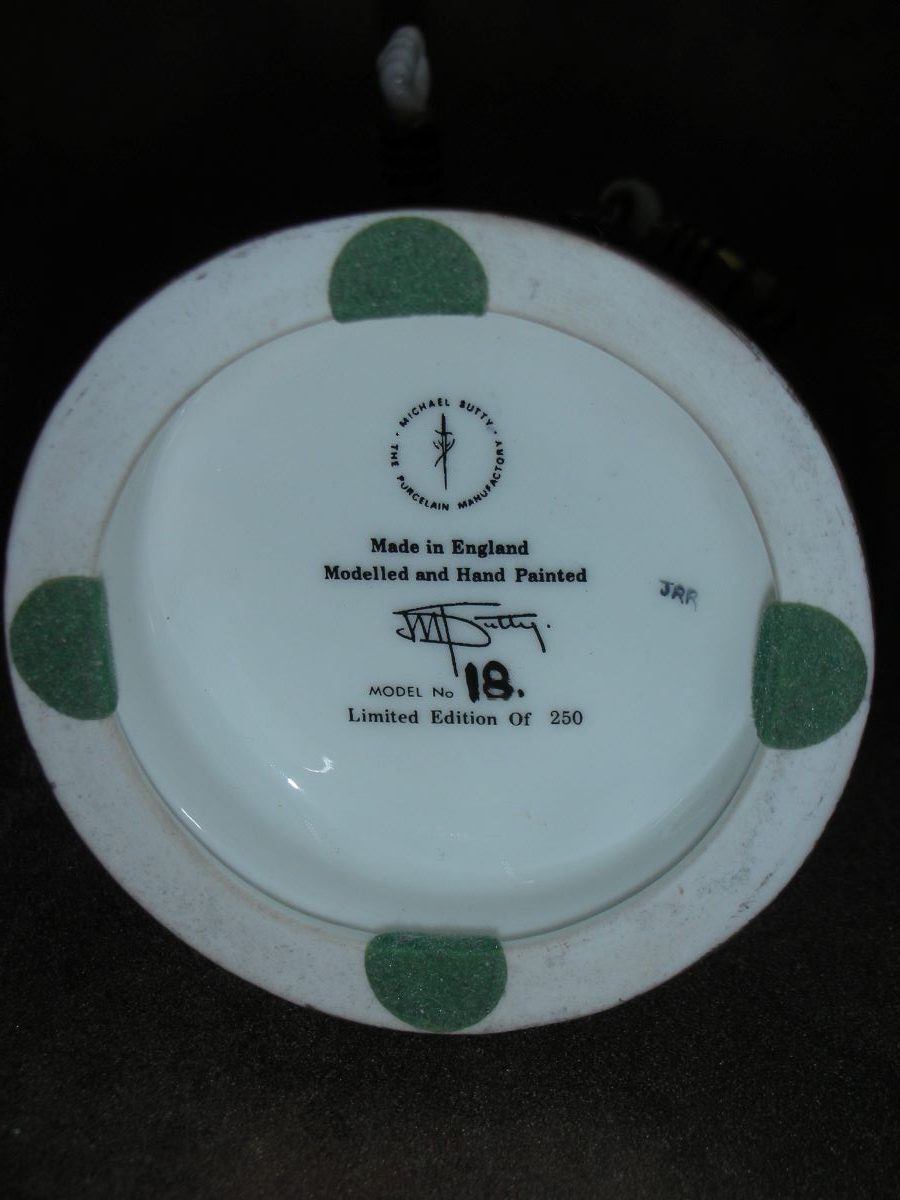 · MICHAEL SUTTY ·
THE PORCELAIN MANUFACTORY
Made in England
Modelled and Hand Painted
JRR
MSutty.
MODEL No 18.
Limited Edition Of 250